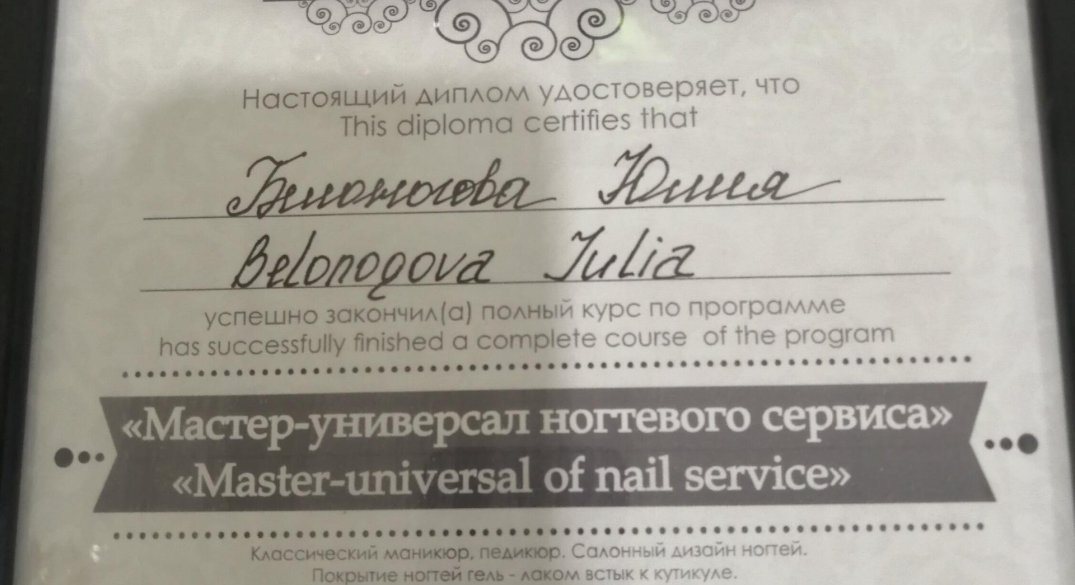 Настоящий диплом удостоверяет, что
This diploma certifies that
Белоногова Юлия
Belonogova Julia
успешно закончил(а) полный курс по программе
has successfully finished a complete course of the program
«Мастер-универсал ногтевого сервиса»
«Master-universal of nail service»
Классический маникюр, педикюр. Салонный дизайн ногтей.
Покрытие ногтей гель - лаком встык к кутикуле.